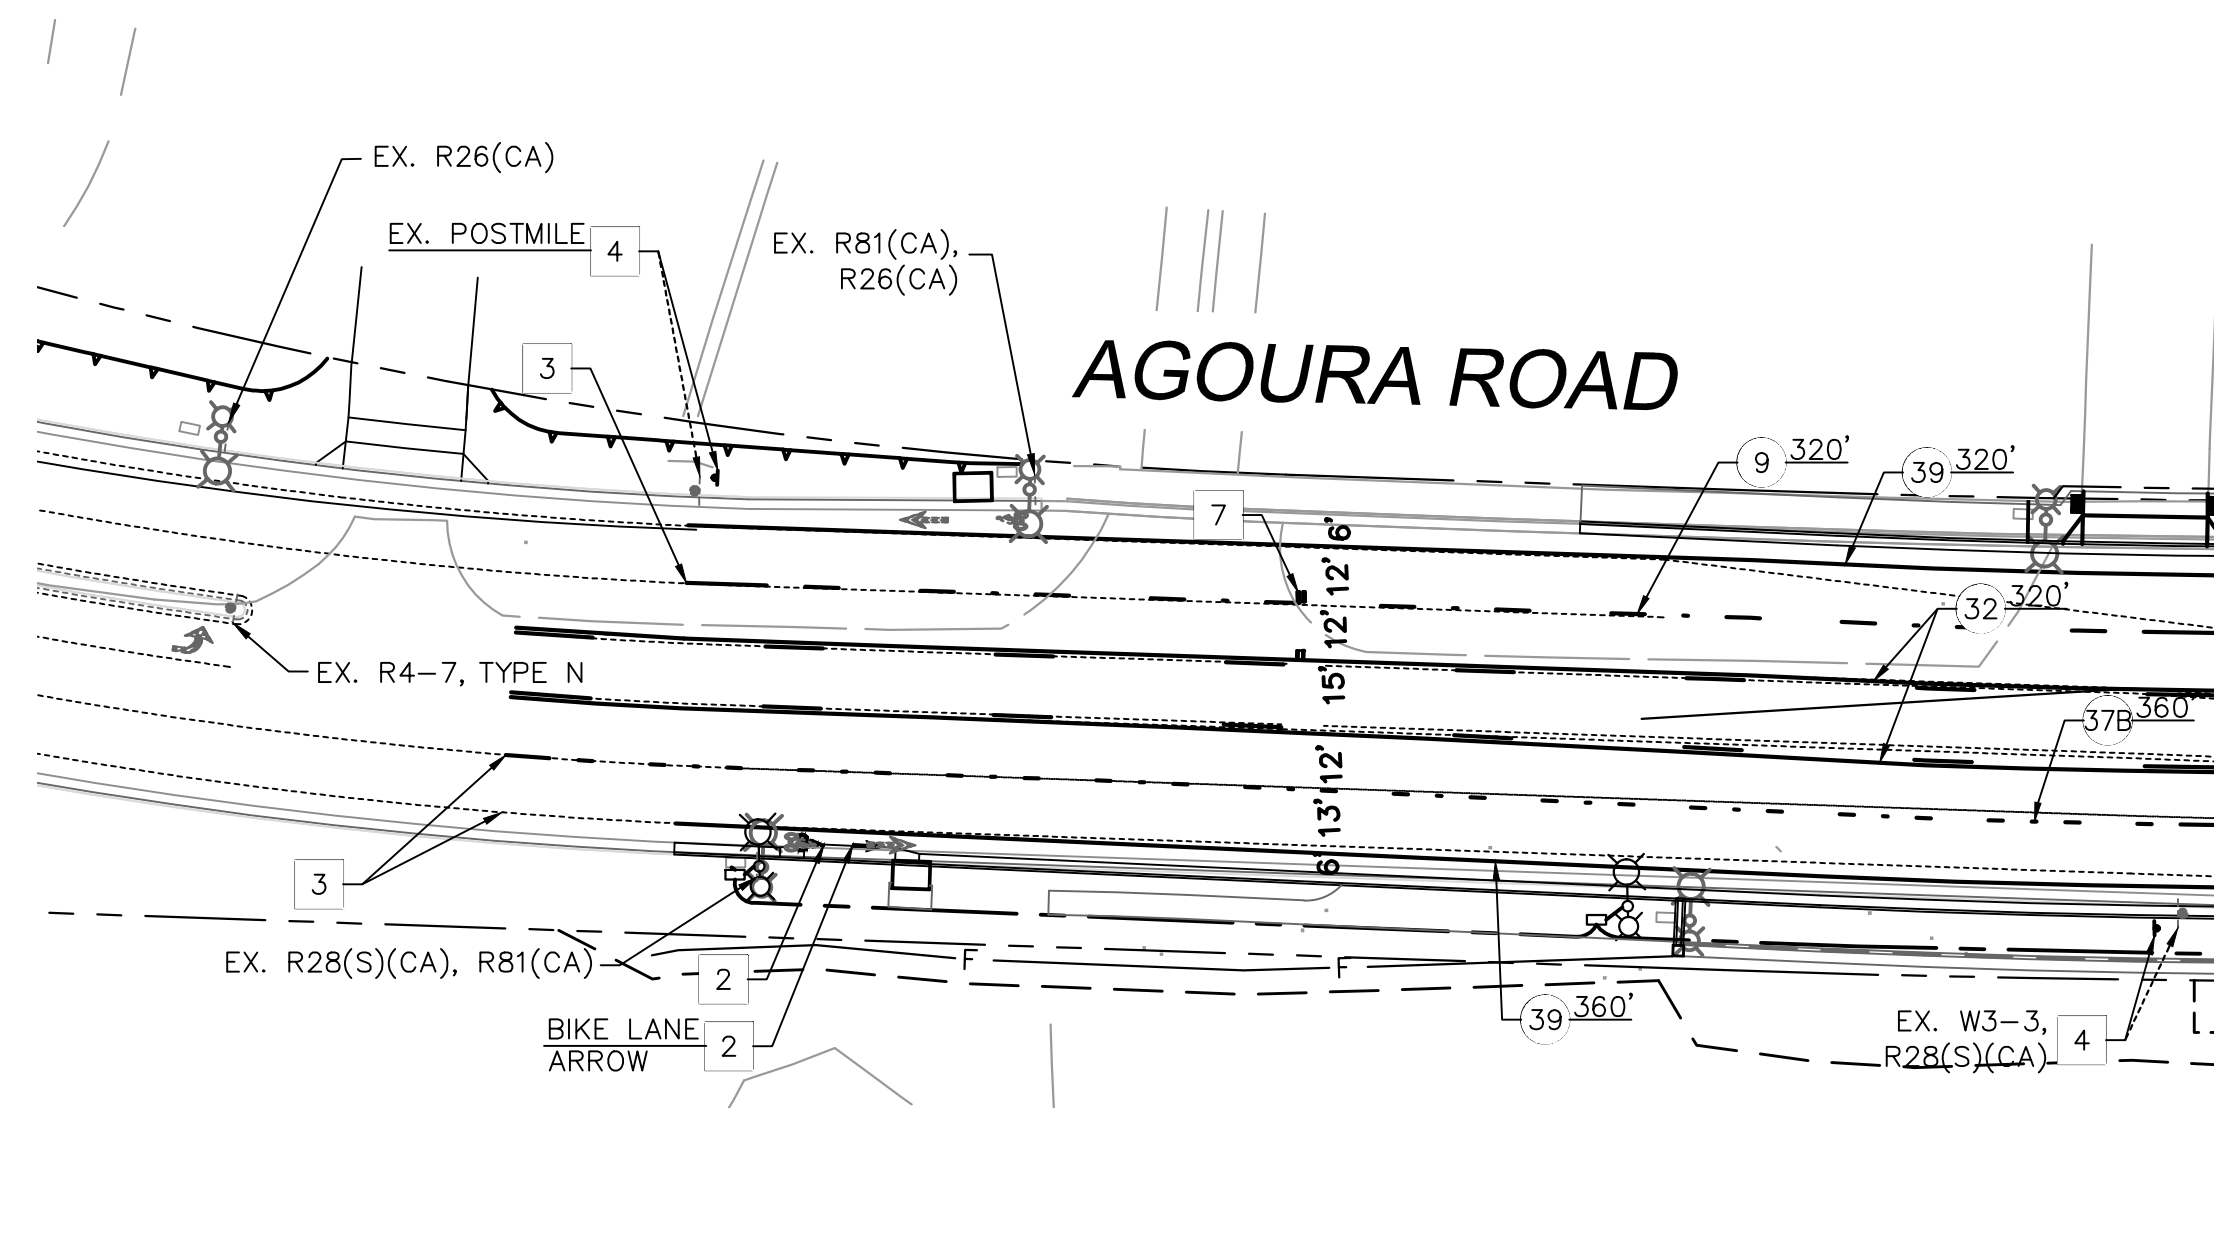 EX. R26(CA)
EX. POSTMILE 4
EX. R81(CA),
R26(CA)
3
AGOURA ROAD
9 320'
39 320'
7
6'
12'
12'
15'
12'
13'
6'
32 320'
EX. R4-7, TYPE N
37B 360'
3
EX. R28(S)(CA), R81(CA)
2
F
F
BIKE LANE 2
ARROW
39 360'
EX. W3-3, 4
R28(S)(CA)